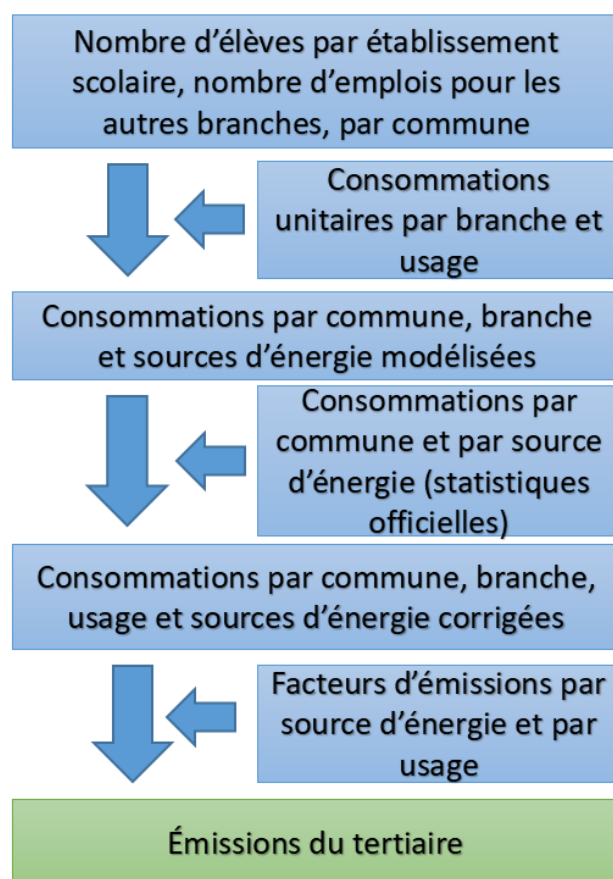 Nombre d’élèves par établissement
scolaire, nombre d’emplois pour les
autres branches, par commune
Consommations
unitaires par branche et
usage
Consommations par commune, branche
et sources d’énergie modélisées
Consommations par
commune et par source
d’énergie (statistiques
officielles)
Consommations par commune, branche,
usage et sources d’énergie corrigées
Facteurs d’émissions par
source d’énergie et par
usage
Émissions du tertiaire